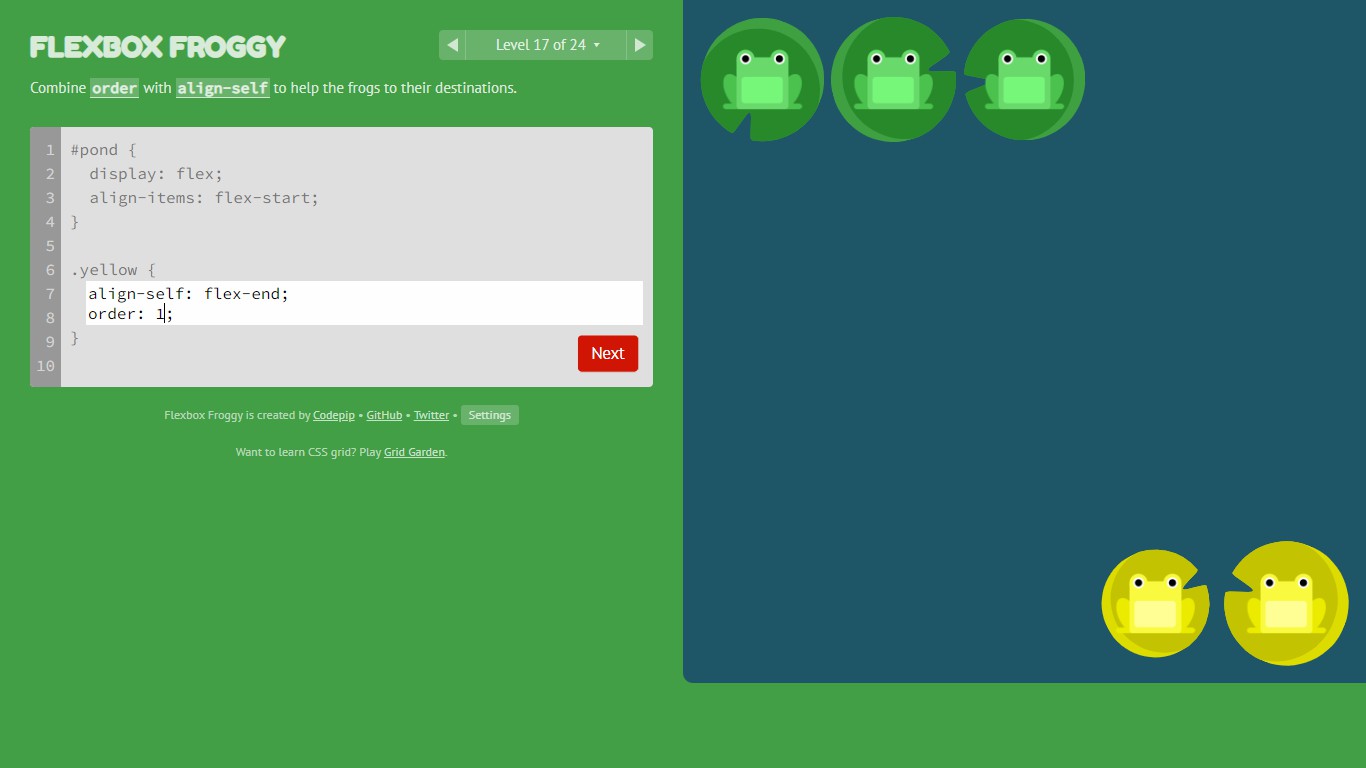 FLEXBOX FROGGY
Level 17 of 24
Combine order with align-self to help the frogs to their destinations.
1 #pond {
2 display: flex;
3 align-items: flex-start;
4 }
5
6 .yellow {
7 align-self: flex-end;
8 order: 1;
9 }
10
Next
Flexbox Froggy is created by Codepip • GitHub • Twitter • Settings
Want to learn CSS grid? Play Grid Garden.